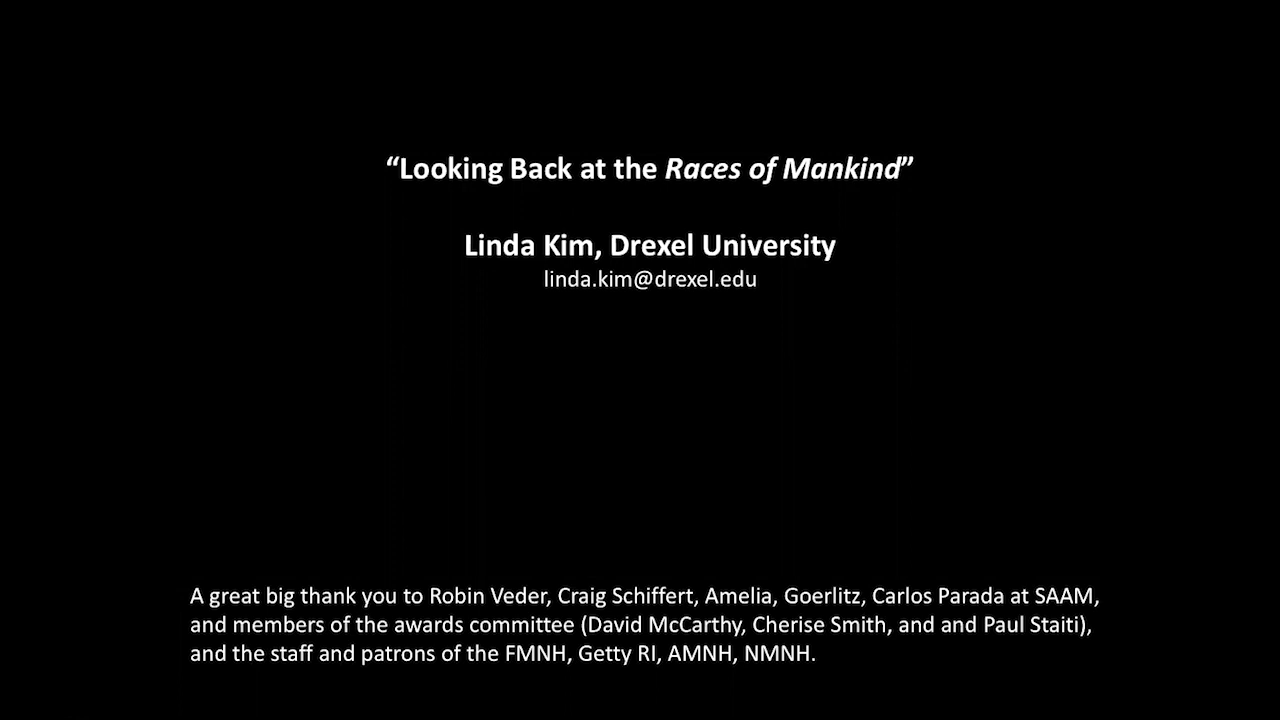 “Looking Back at the Races of Mankind”
Linda Kim, Drexel University
linda.kim@drexel.edu
A great big thank you to Robin Veder, Craig Schiffert, Amelia, Goerlitz, Carlos Parada at SAAM,
and members of the awards committee (David McCarthy, Cherise Smith, and and Paul Staiti),
and the staff and patrons of the FMNH, Getty RI, AMNH, NMNH.